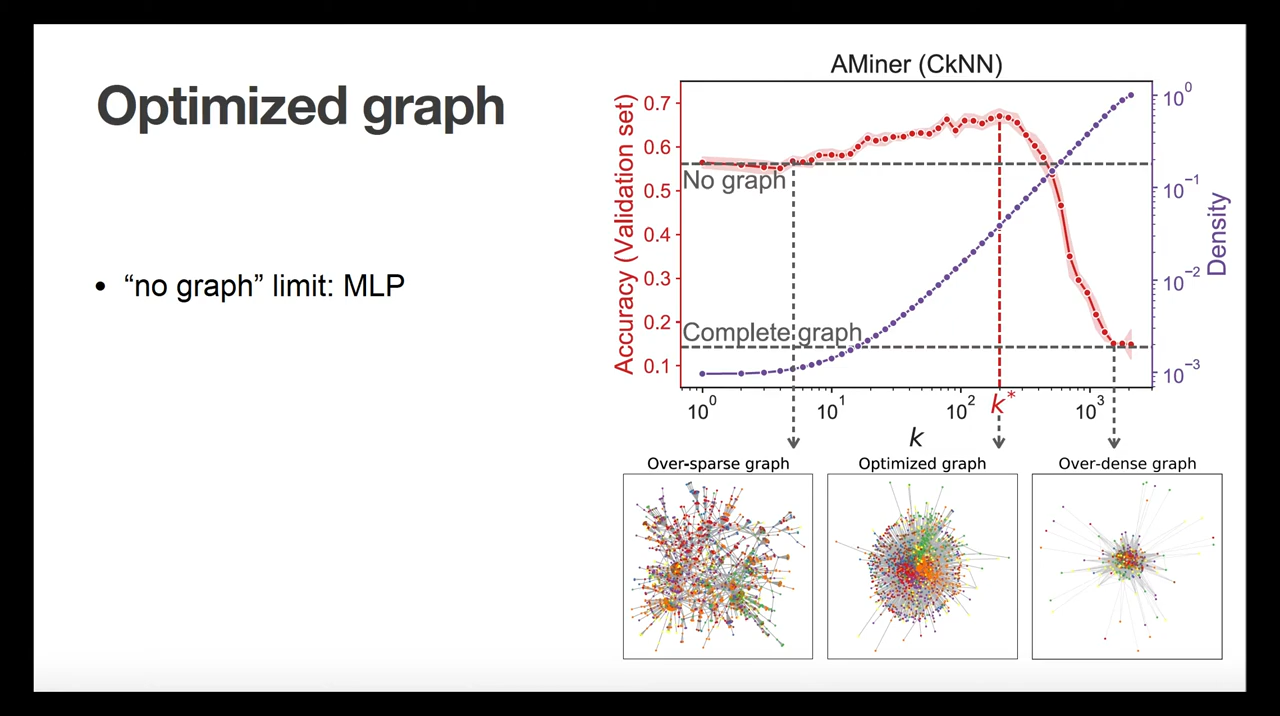 Optimized graph
• “no graph” limit: MLP
AMiner (CkNN)
Accuracy (Validation set)
0.7
0.6
0.5
0.4
0.3
0.2
0.1
No graph
Complete graph
10⁰
10⁻¹
10⁻²
10⁻³
Density
10⁰ 10¹ 10² k* 10³
k
Over-sparse graph Optimized graph Over-dense graph